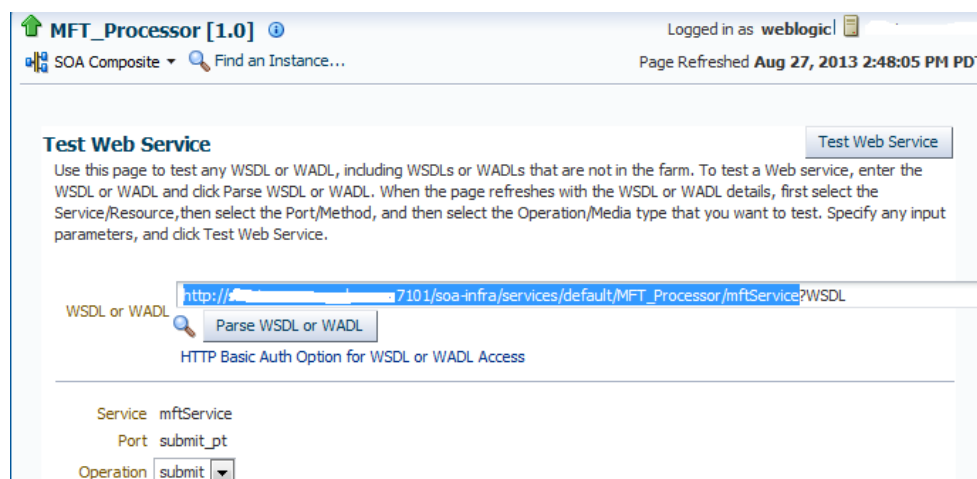 MFT_Processor [1.0]
Logged in as weblogic
SOA Composite Find an Instance...
Page Refreshed Aug 27, 2013 2:48:05 PM PDT
Test Web Service
Test Web Service
Use this page to test any WSDL or WADL, including WSDLs or WADLs that are not in the farm. To test a Web service, enter the
WSDL or WADL and click Parse WSDL or WADL. When the page refreshes with the WSDL or WADL details, first select the
Service/Resource,then select the Port/Method, and then select the Operation/Media type that you want to test. Specify any input
parameters, and click Test Web Service.
WSDL or WADL
http:// 7101/soa-infra/services/default/MFT_Processor/mftService?WSDL
Parse WSDL or WADL
HTTP Basic Auth Option for WSDL or WADL Access
Service mftService
Port submit_pt
Operation submit